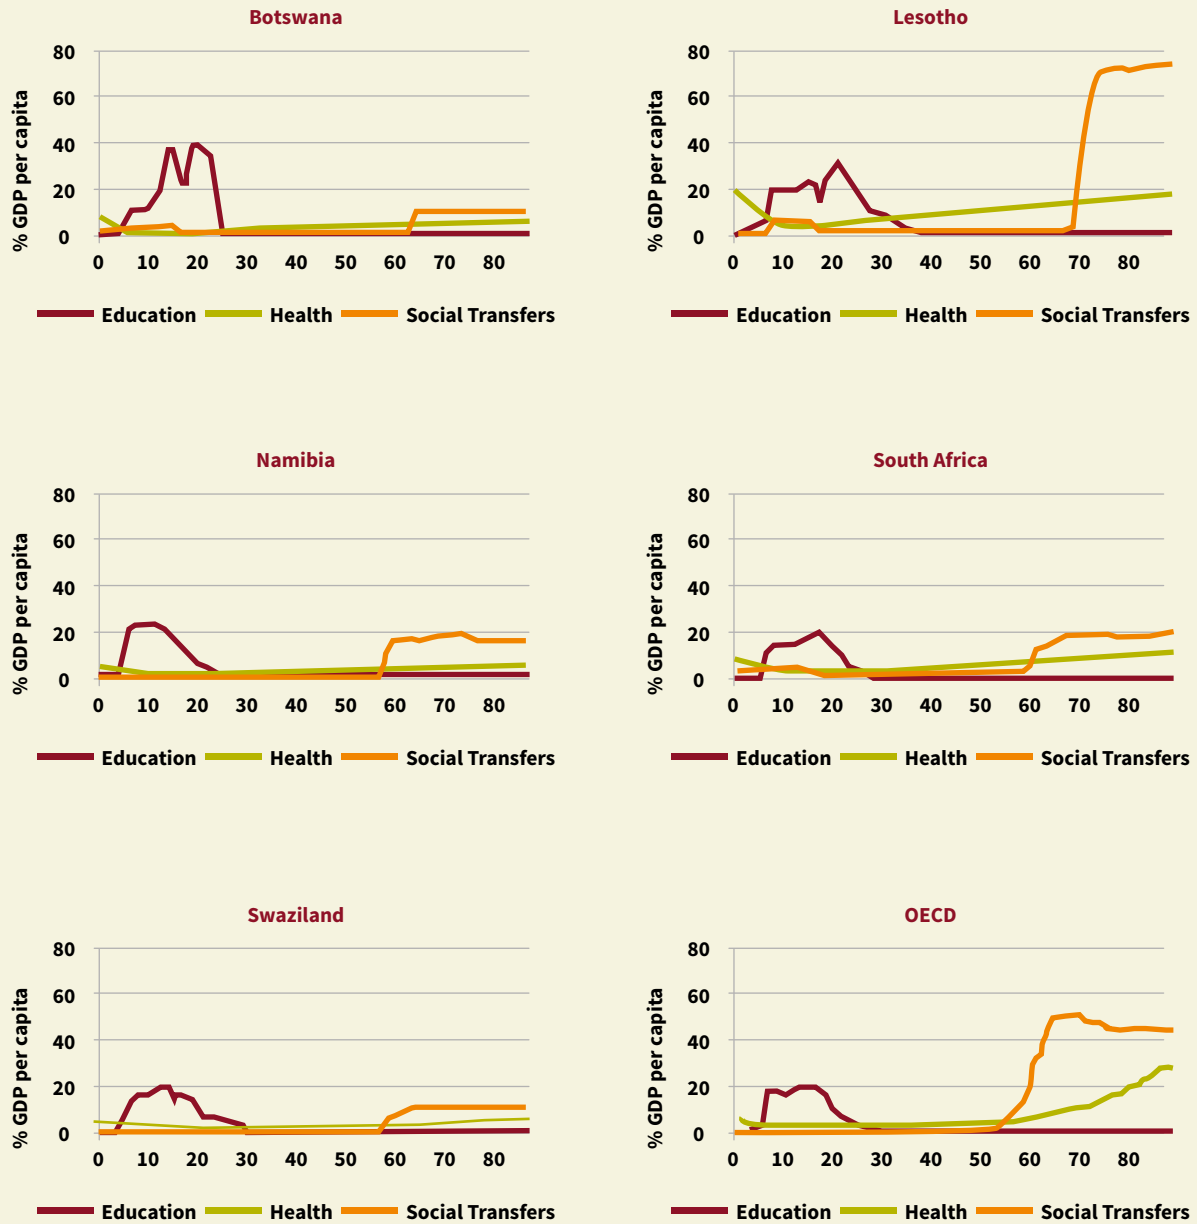 Botswana
% GDP per capita
80
60
40
20
0
0 10 20 30 40 50 60 70 80
Education Health Social Transfers
Lesotho
% GDP per capita
80
60
40
20
0
0 10 20 30 40 50 60 70 80
Education Health Social Transfers
Namibia
% GDP per capita
80
60
40
20
0
0 10 20 30 40 50 60 70 80
Education Health Social Transfers
South Africa
% GDP per capita
80
60
40
20
0
0 10 20 30 40 50 60 70 80
Education Health Social Transfers
Swaziland
% GDP per capita
80
60
40
20
0
0 10 20 30 40 50 60 70 80
Education Health Social Transfers
OECD
% GDP per capita
80
60
40
20
0
0 10 20 30 40 50 60 70 80
Education Health Social Transfers